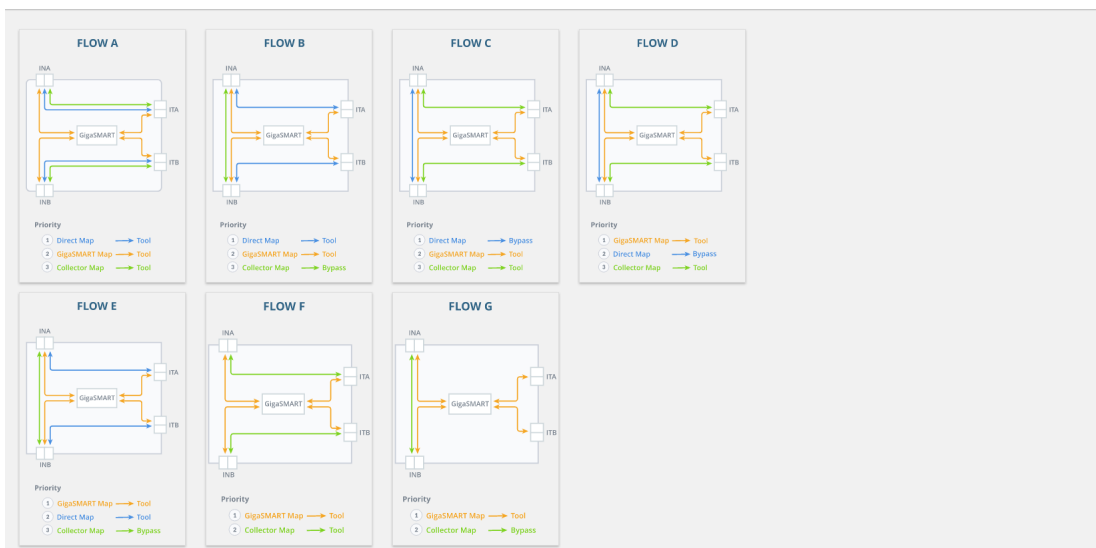 FLOW A
INA
ITA
GigaSMART
ITB
INB
Priority
1 Direct Map Tool
2 GigaSMART Map Tool
3 Collector Map Tool
FLOW B
INA
ITA
GigaSMART
ITB
INB
Priority
1 Direct Map Tool
2 GigaSMART Map Tool
3 Collector Map Bypass
FLOW C
INA
ITA
GigaSMART
ITB
INB
Priority
1 Direct Map Bypass
2 GigaSMART Map Tool
3 Collector Map Tool
FLOW D
INA
ITA
GigaSMART
ITB
INB
Priority
1 GigaSMART Map Tool
2 Direct Map Bypass
3 Collector Map Tool
FLOW E
INA
ITA
GigaSMART
ITB
INB
Priority
1 GigaSMART Map Tool
2 Direct Map Tool
3 Collector Map Bypass
FLOW F
INA
ITA
GigaSMART
ITB
INB
Priority
1 GigaSMART Map Tool
2 Collector Map Tool
FLOW G
INA
ITA
GigaSMART
ITB
INB
Priority
1 GigaSMART Map Tool
2 Collector Map Bypass